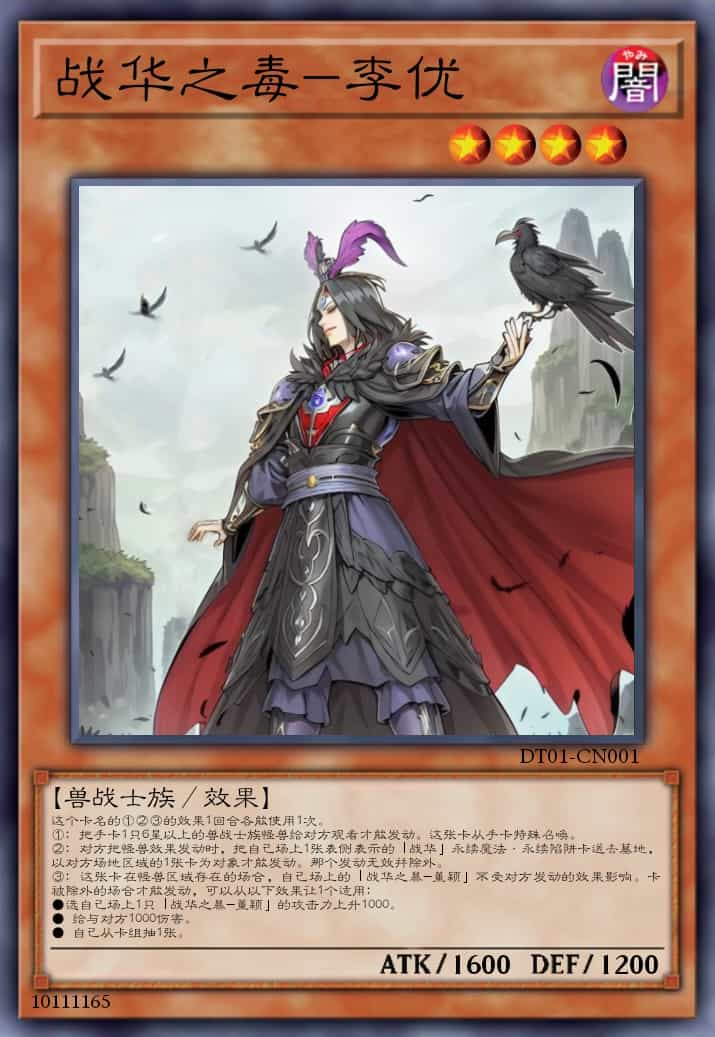 战华之毒-李优
やみ
闇
DT01-CN001
【兽战士族/效果】
这个卡名的①②③的效果1回合各能使用1次。
①：把手卡1只6星以上的兽战士族怪兽给对方观看才能发动。这张卡从手卡特殊召唤。
②：对方把怪兽效果发动时，把自己场上1张表侧表示的「战华」永续魔法·永续陷阱卡送去墓地，
以对方场地区域的1张卡为对象才能发动。那个发动无效并除外。
③：这张卡在怪兽区域存在的场合，自己场上的「战华之暴-董颖」不受对方发动的效果影响。卡
被除外的场合才能发动，可以从以下效果让1个适用：
●选自己场上1只「战华之暴-董颖」的攻击力上升1000。
● 给与对方1000伤害。
● 自己从卡组抽1张。
ATK/1600 DEF/1200
10111165